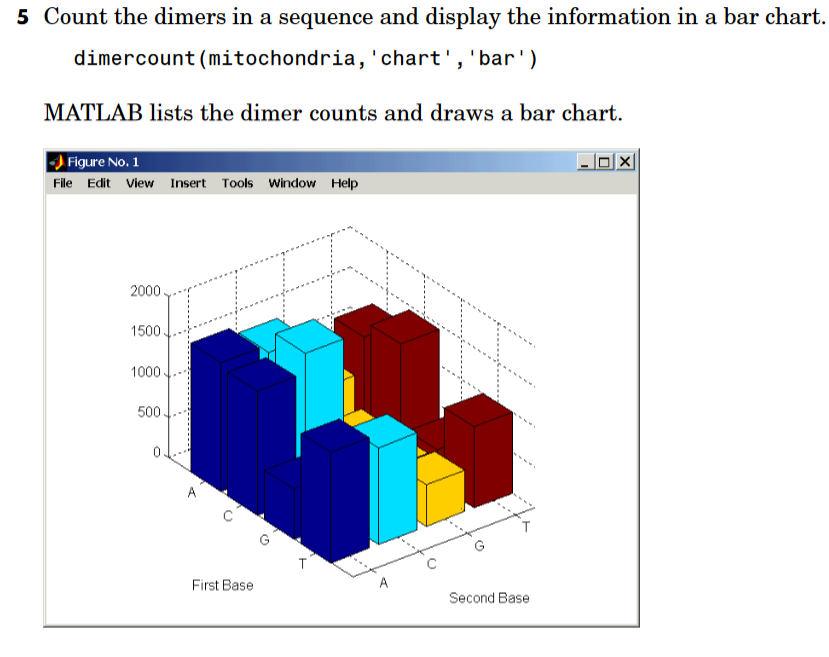 5 Count the dimers in a sequence and display the information in a bar chart.
dimercount(mitochondria,'chart','bar')
MATLAB lists the dimer counts and draws a bar chart.
Figure No. 1
File Edit View Insert Tools Window Help
2000
1500
1000
500
0
A
C
G
T
First Base
A
C
G
T
Second Base